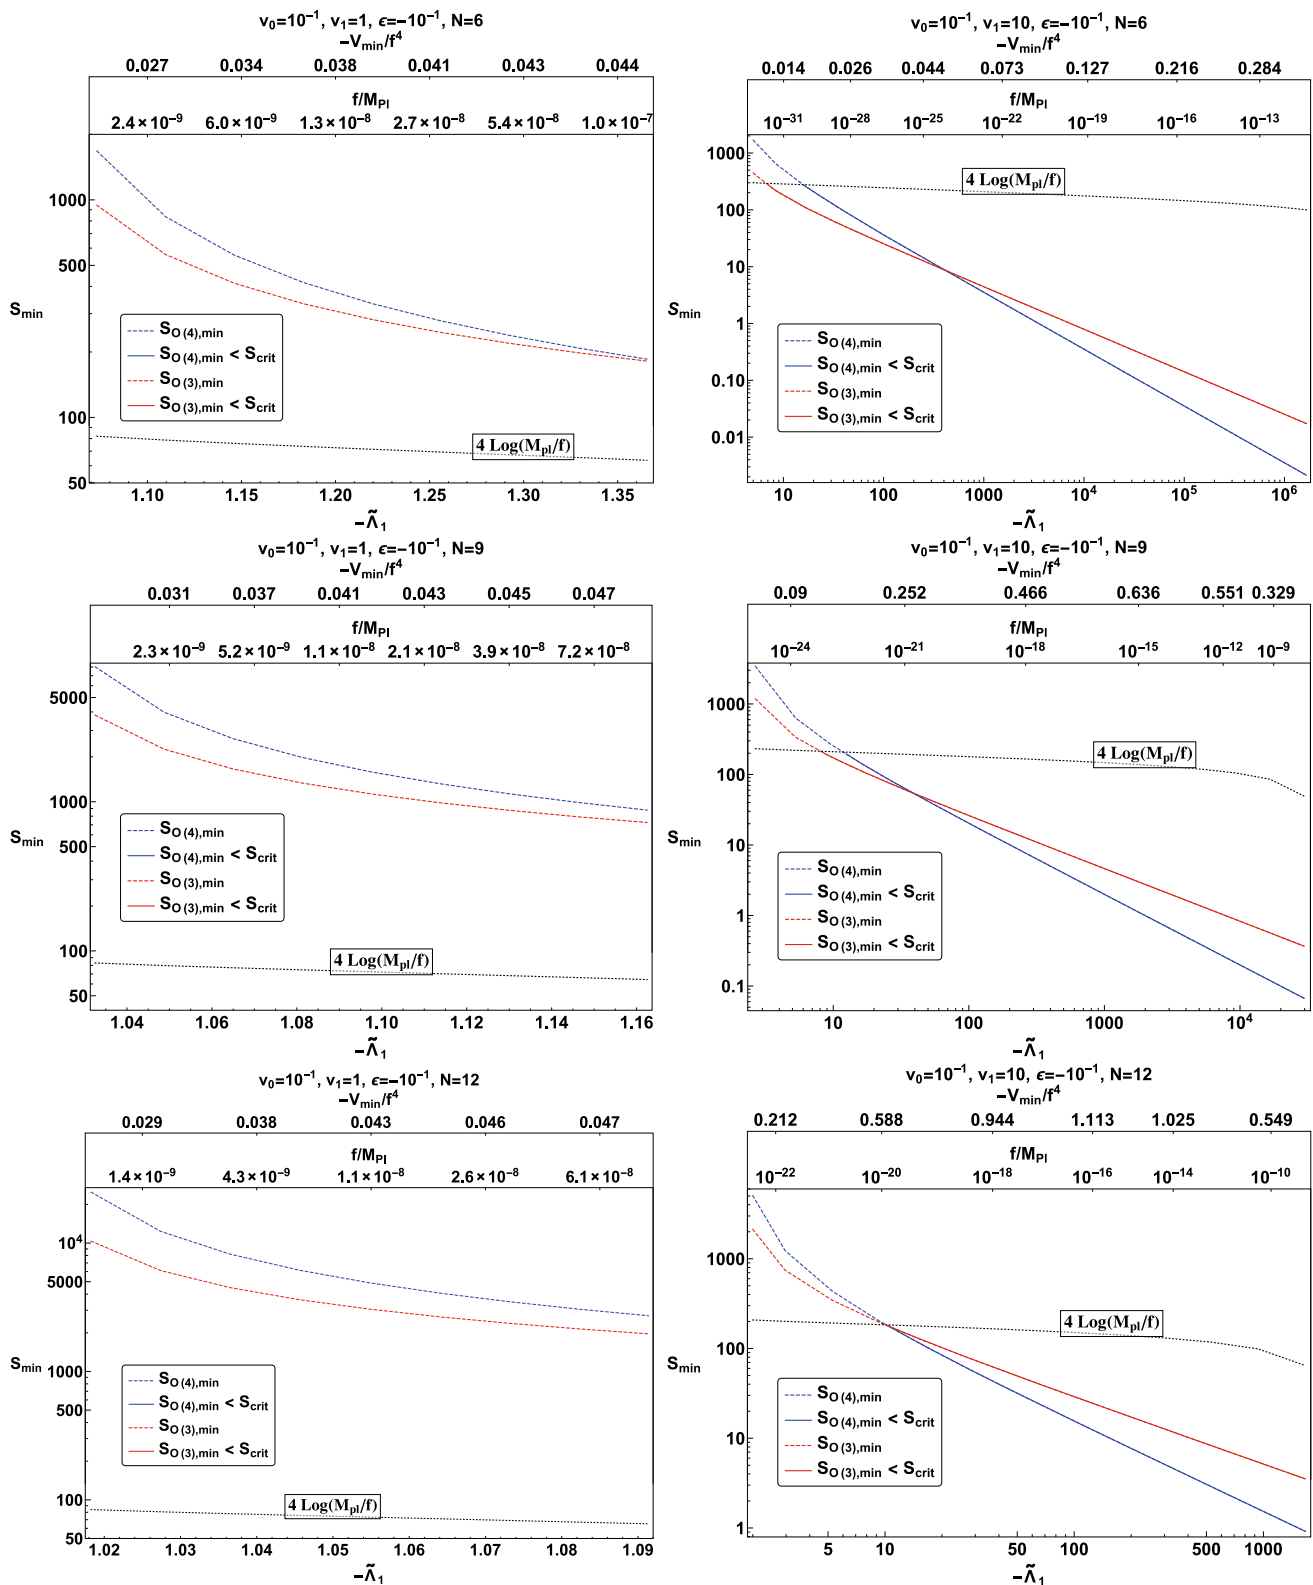 v₀=10⁻¹, v₁=1, ϵ=−10⁻¹, N=6
−V_min/f⁴
0.027 0.034 0.038 0.041 0.043 0.044
f/M_Pl
2.4 × 10⁻⁹ 6.0 × 10⁻⁹ 1.3 × 10⁻⁸ 2.7 × 10⁻⁸ 5.4 × 10⁻⁸ 1.0 × 10⁻⁷
1000
500
S_min
S_O(4),min
S_O(4),min < S_crit
S_O(3),min
S_O(3),min < S_crit
100
4 Log(M_pl/f)
50
1.10 1.15 1.20 1.25 1.30 1.35
−Λ̃₁
v₀=10⁻¹, v₁=10, ϵ=−10⁻¹, N=6
−V_min/f⁴
0.014 0.026 0.044 0.073 0.127 0.216 0.284
f/M_Pl
10⁻³¹ 10⁻²⁸ 10⁻²⁵ 10⁻²² 10⁻¹⁹ 10⁻¹⁶ 10⁻¹³
1000
4 Log(M_pl/f)
100
10
S_min
1
S_O(4),min
S_O(4),min < S_crit
S_O(3),min
S_O(3),min < S_crit
0.10
0.01
10 100 1000 10⁴ 10⁵ 10⁶
−Λ̃₁
v₀=10⁻¹, v₁=1, ϵ=−10⁻¹, N=9
−V_min/f⁴
0.031 0.037 0.041 0.043 0.045 0.047
f/M_Pl
2.3 × 10⁻⁹ 5.2 × 10⁻⁹ 1.1 × 10⁻⁸ 2.1 × 10⁻⁸ 3.9 × 10⁻⁸ 7.2 × 10⁻⁸
5000
1000
S_min
500
S_O(4),min
S_O(4),min < S_crit
S_O(3),min
S_O(3),min < S_crit
100
4 Log(M_pl/f)
50
1.04 1.06 1.08 1.10 1.12 1.14 1.16
−Λ̃₁
v₀=10⁻¹, v₁=10, ϵ=−10⁻¹, N=9
−V_min/f⁴
0.09 0.252 0.466 0.636 0.551 0.329
f/M_Pl
10⁻²⁴ 10⁻²¹ 10⁻¹⁸ 10⁻¹⁵ 10⁻¹² 10⁻⁹
1000
4 Log(M_pl/f)
100
10
S_min
S_O(4),min
S_O(4),min < S_crit
S_O(3),min
S_O(3),min < S_crit
1
0.1
10 100 1000 10⁴
−Λ̃₁
v₀=10⁻¹, v₁=1, ϵ=−10⁻¹, N=12
−V_min/f⁴
0.029 0.038 0.043 0.046 0.047
f/M_Pl
1.4 × 10⁻⁹ 4.3 × 10⁻⁹ 1.1 × 10⁻⁸ 2.6 × 10⁻⁸ 6.1 × 10⁻⁸
10⁴
5000
S_min
1000
500
S_O(4),min
S_O(4),min < S_crit
S_O(3),min
S_O(3),min < S_crit
100
4 Log(M_pl/f)
50
1.02 1.03 1.04 1.05 1.06 1.07 1.08 1.09
−Λ̃₁
v₀=10⁻¹, v₁=10, ϵ=−10⁻¹, N=12
−V_min/f⁴
0.212 0.588 0.944 1.113 1.025 0.549
f/M_Pl
10⁻²² 10⁻²⁰ 10⁻¹⁸ 10⁻¹⁶ 10⁻¹⁴ 10⁻¹⁰
1000
4 Log(M_pl/f)
S_min
100
S_O(4),min
S_O(4),min < S_crit
S_O(3),min
S_O(3),min < S_crit
10
1
5 10 50 100 500 1000
−Λ̃₁